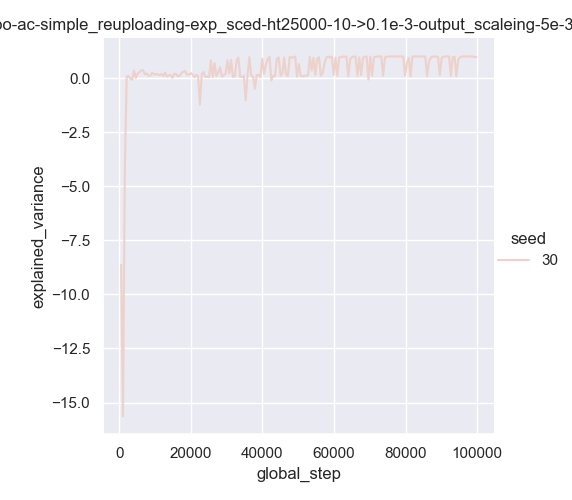 po-ac-simple_reuploading-exp_sced-ht25000-10->0.1e-3-output_scaleing-5e-3
0.0
−2.5
−5.0
−7.5
−10.0
−12.5
−15.0
explained_variance
0 20000 40000 60000 80000 100000
global_step
seed
30